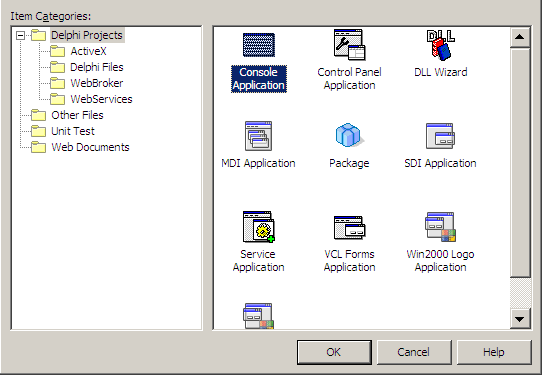 Item Categories:
Delphi Projects
ActiveX
Delphi Files
WebBroker
WebServices
Other Files
Unit Test
Web Documents
Console
Application
Control Panel
Application
DLL
DLL Wizard
MDI Application
Package
SDI Application
Service
Application
VCL Forms
Application
Win2000 Logo
Application
OK
Cancel
Help